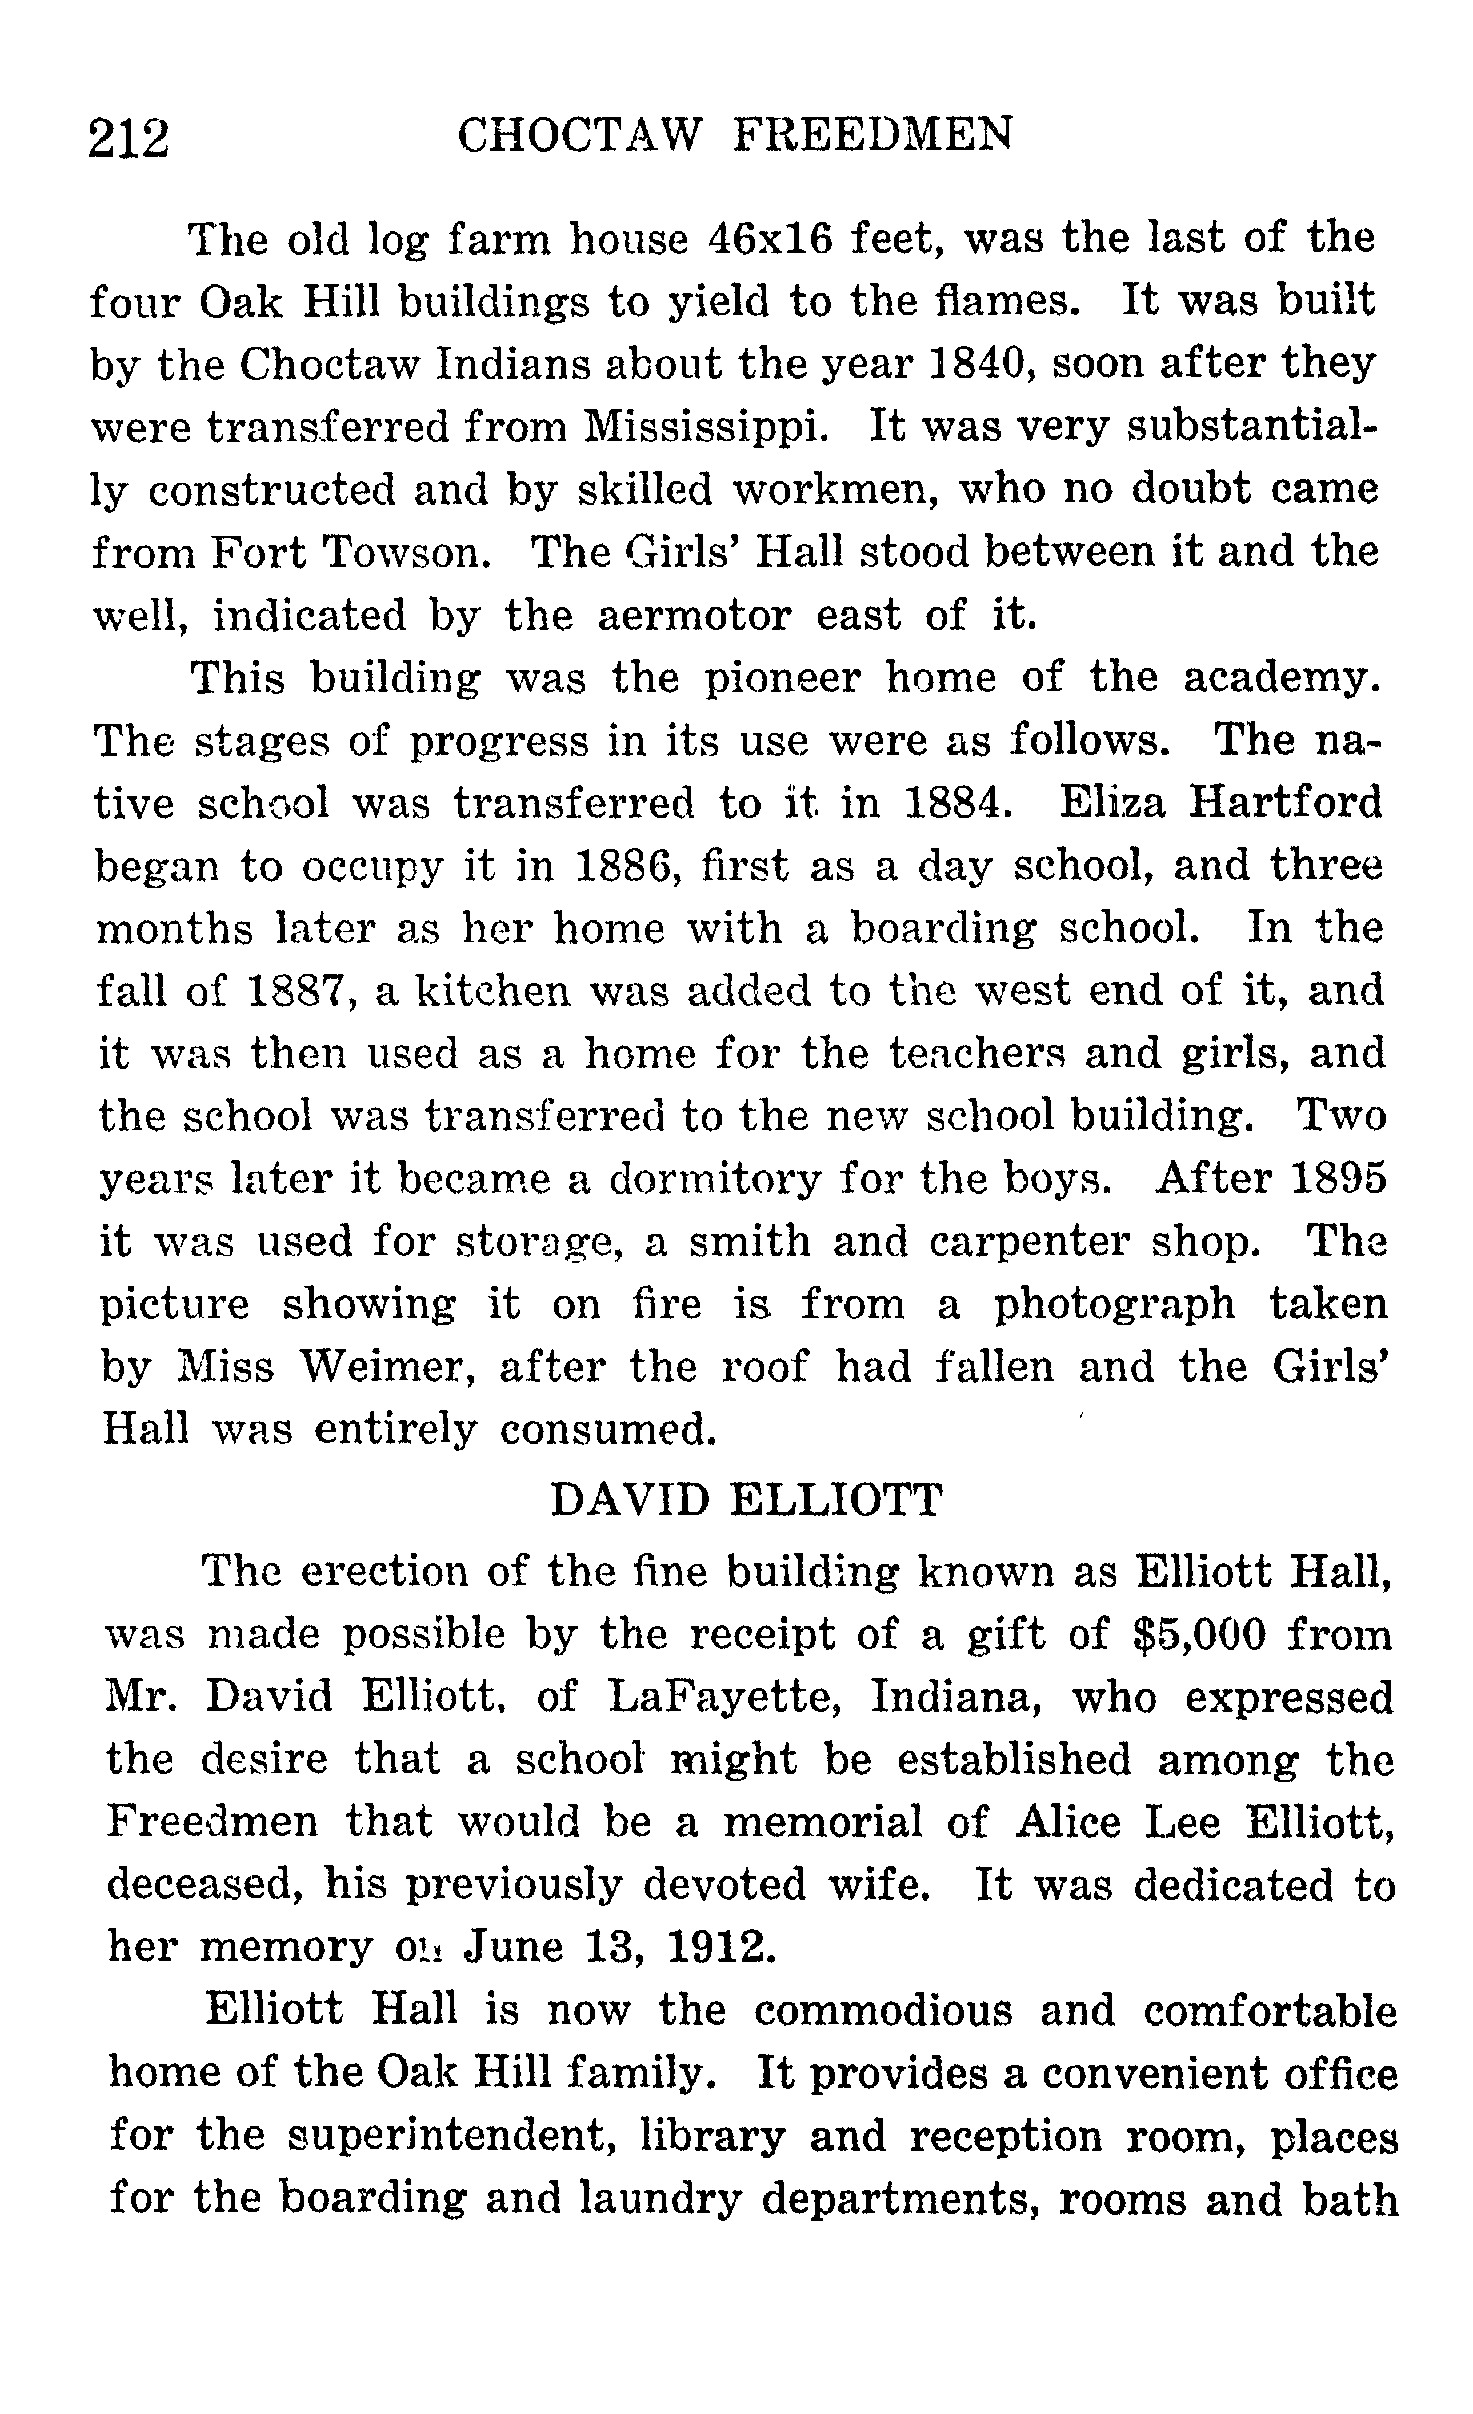 212 CHOCTAW FREEDMEN
The old log farm house 46x16 feet, was the last of the
four Oak Hill buildings to yield to the flames. It was built
by the Choctaw Indians about the year 1840, soon after they
were transferred from Mississippi. It was very substantial-
ly constructed and by skilled workmen, who no doubt came
from Fort Towson. The Girls' Hall stood between it and the
well, indicated by the aermotor east of it.
This building was the pioneer home of the academy.
The stages of progress in its use were as follows. The na-
tive school was transferred to it in 1884. Eliza Hartford
began to occupy it in 1886, first as a day school, and three
months later as her home with a boarding school. In the
fall of 1887, a kitchen was added to the west end of it, and
it was then used as a home for the teachers and girls, and
the school was transferred to the new school building. Two
years later it became a dormitory for the boys. After 1895
it was used for storage, a smith and carpenter shop. The
picture showing it on fire is from a photograph taken
by Miss Weimer, after the roof had fallen and the Girls'
Hall was entirely consumed.
DAVID ELLIOTT
The erection of the fine building known as Elliott Hall,
was made possible by the receipt of a gift of $5,000 from
Mr. David Elliott, of LaFayette, Indiana, who expressed
the desire that a school might be established among the
Freedmen that would be a memorial of Alice Lee Elliott,
deceased, his previously devoted wife. It was dedicated to
her memory on June 13, 1912.
Elliott Hall is now the commodious and comfortable
home of the Oak Hill family. It provides a convenient office
for the superintendent, library and reception room, places
for the boarding and laundry departments, rooms and bath